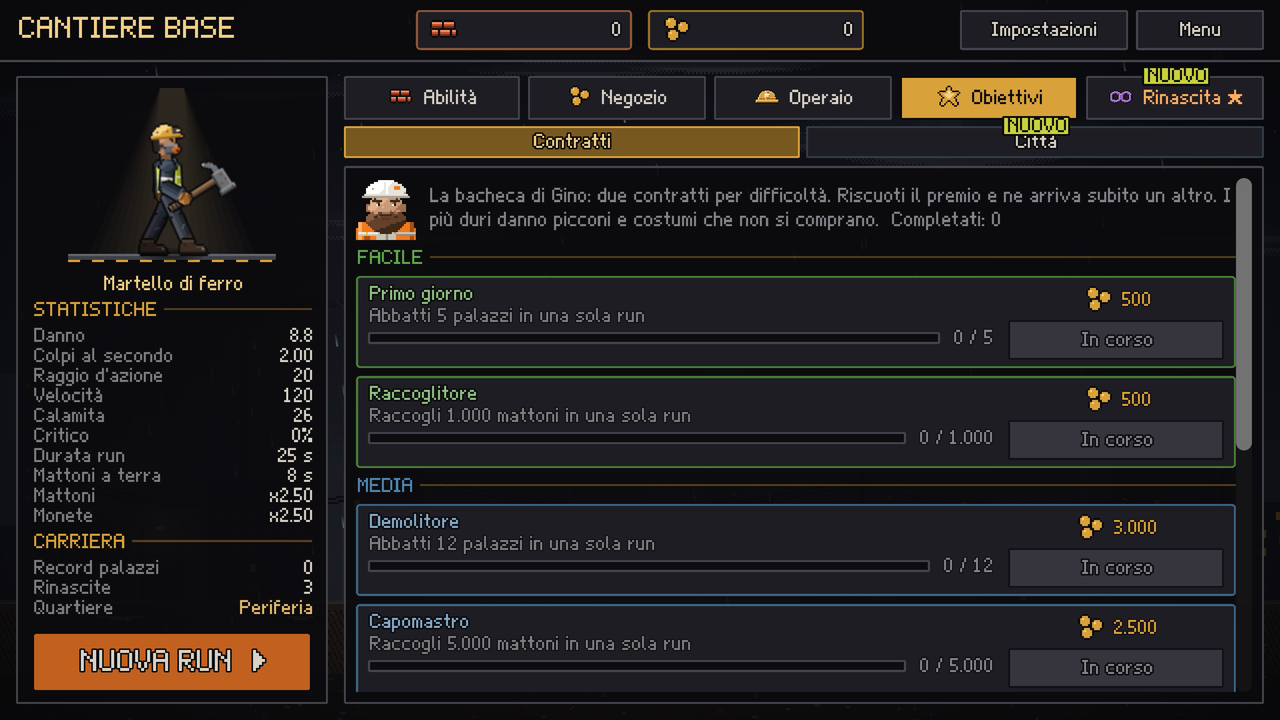 CANTIERE BASE
0
0
Impostazioni
Menu
Martello di ferro
STATISTICHE
Danno 8.8
Colpi al secondo 2.00
Raggio d'azione 20
Velocità 120
Calamita 26
Critico 0%
Durata run 25 s
Mattoni a terra 8 s
Mattoni x2.50
Monete x2.50
CARRIERA
Record palazzi 0
Rinascite 3
Quartiere Periferia
NUOVA RUN
Abilità
Negozio
Operaio
Obiettivi
NUOVO
Rinascita ★
Contratti
NUOVO
Città
La bacheca di Gino: due contratti per difficoltà. Riscuoti il premio e ne arriva subito un altro. I
più duri danno picconi e costumi che non si comprano. Completati: 0
FACILE
Primo giorno
500
Abbatti 5 palazzi in una sola run
0 / 5
In corso
Raccoglitore
500
Raccogli 1.000 mattoni in una sola run
0 / 1.000
In corso
MEDIA
Demolitore
3.000
Abbatti 12 palazzi in una sola run
0 / 12
In corso
Capomastro
2.500
Raccogli 5.000 mattoni in una sola run
0 / 5.000
In corso